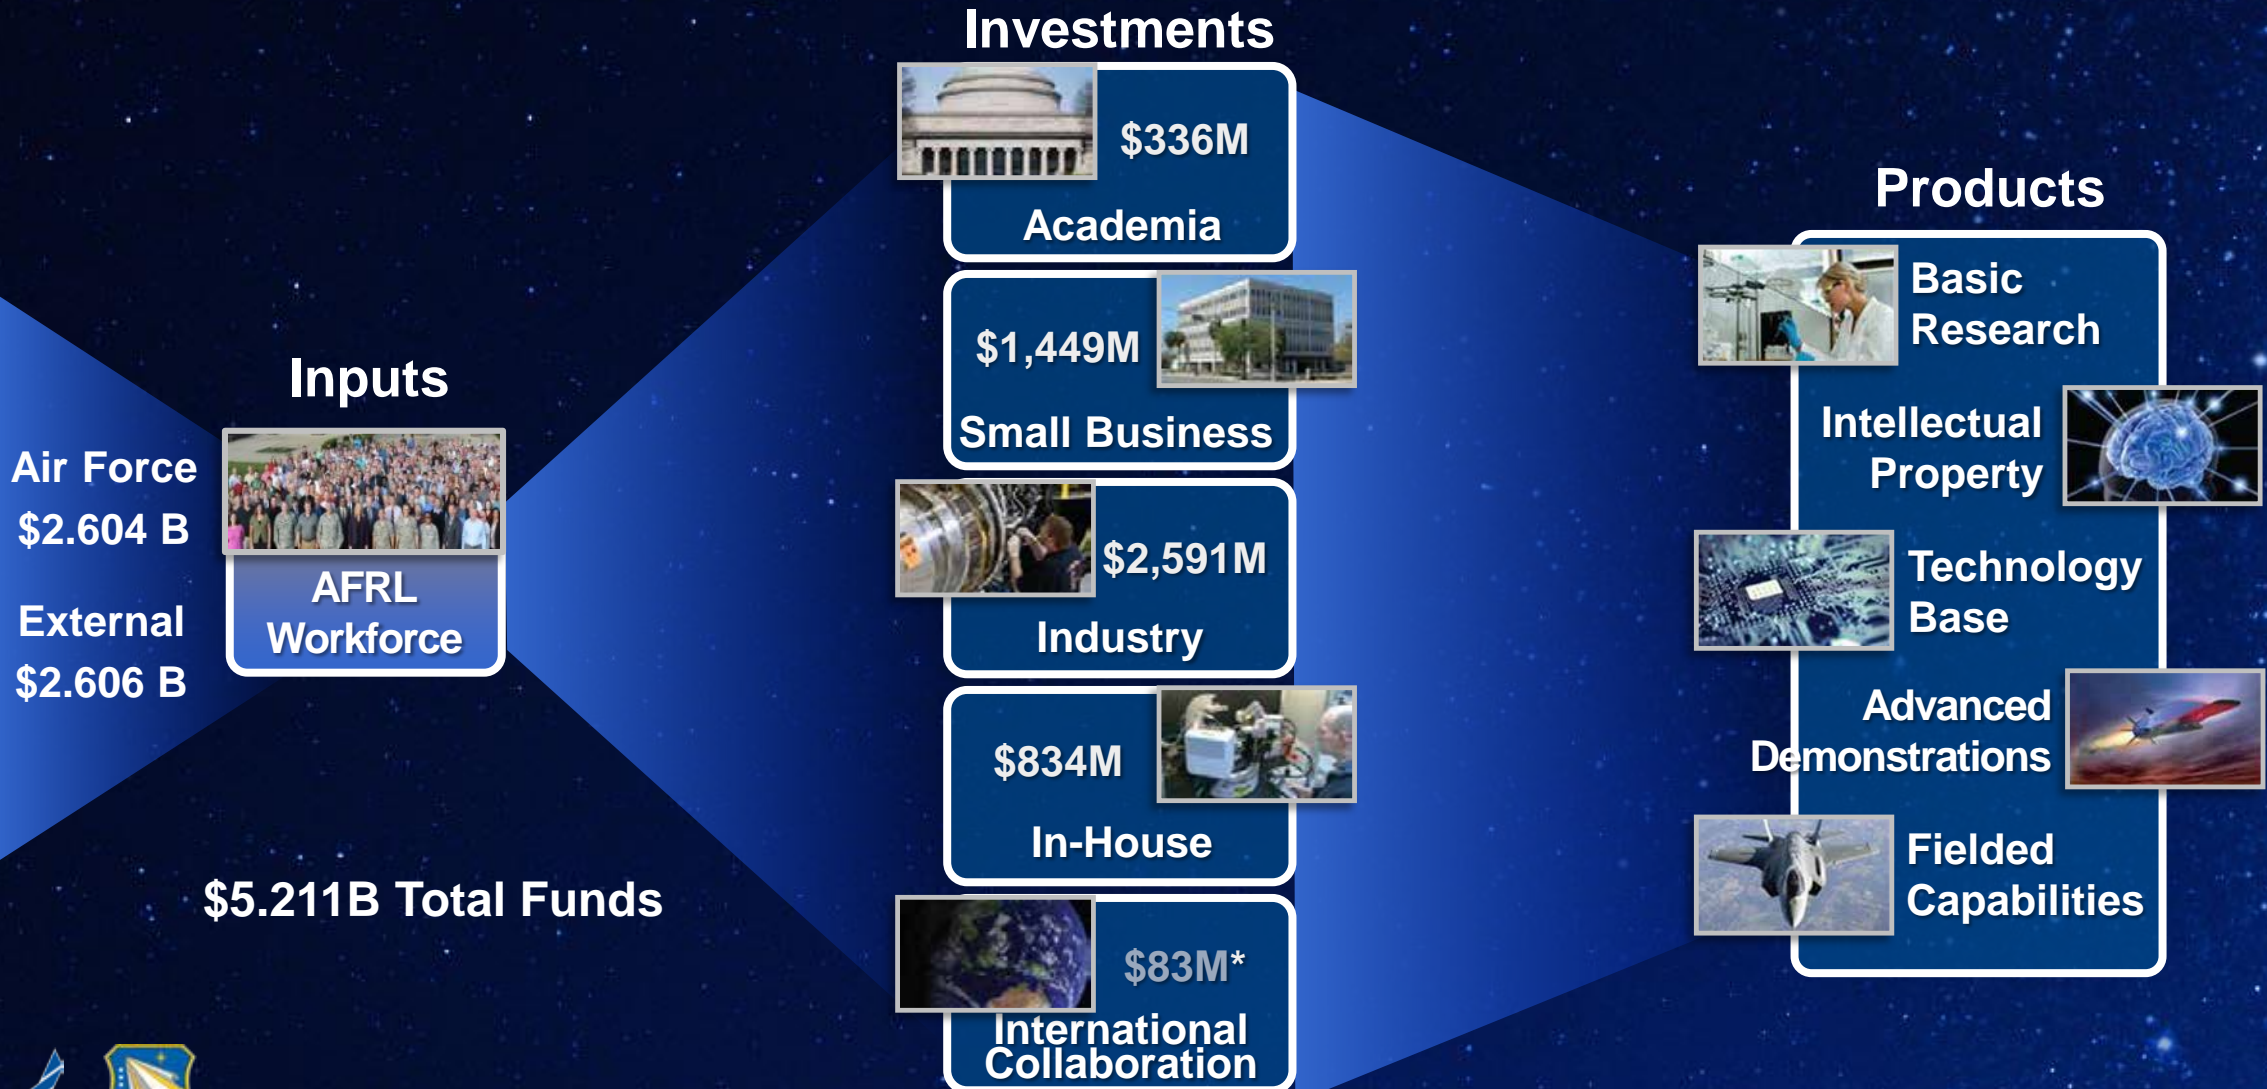 Investments
$336M
Academia
$1,449M
Small Business
$2,591M
Industry
$834M
In-House
$83M*
International
Collaboration
Inputs
Air Force
$2.604 B
External
$2.606 B
AFRL
Workforce
$5.211B Total Funds
Products
Basic
Research
Intellectual
Property
Technology
Base
Advanced
Demonstrations
Fielded
Capabilities